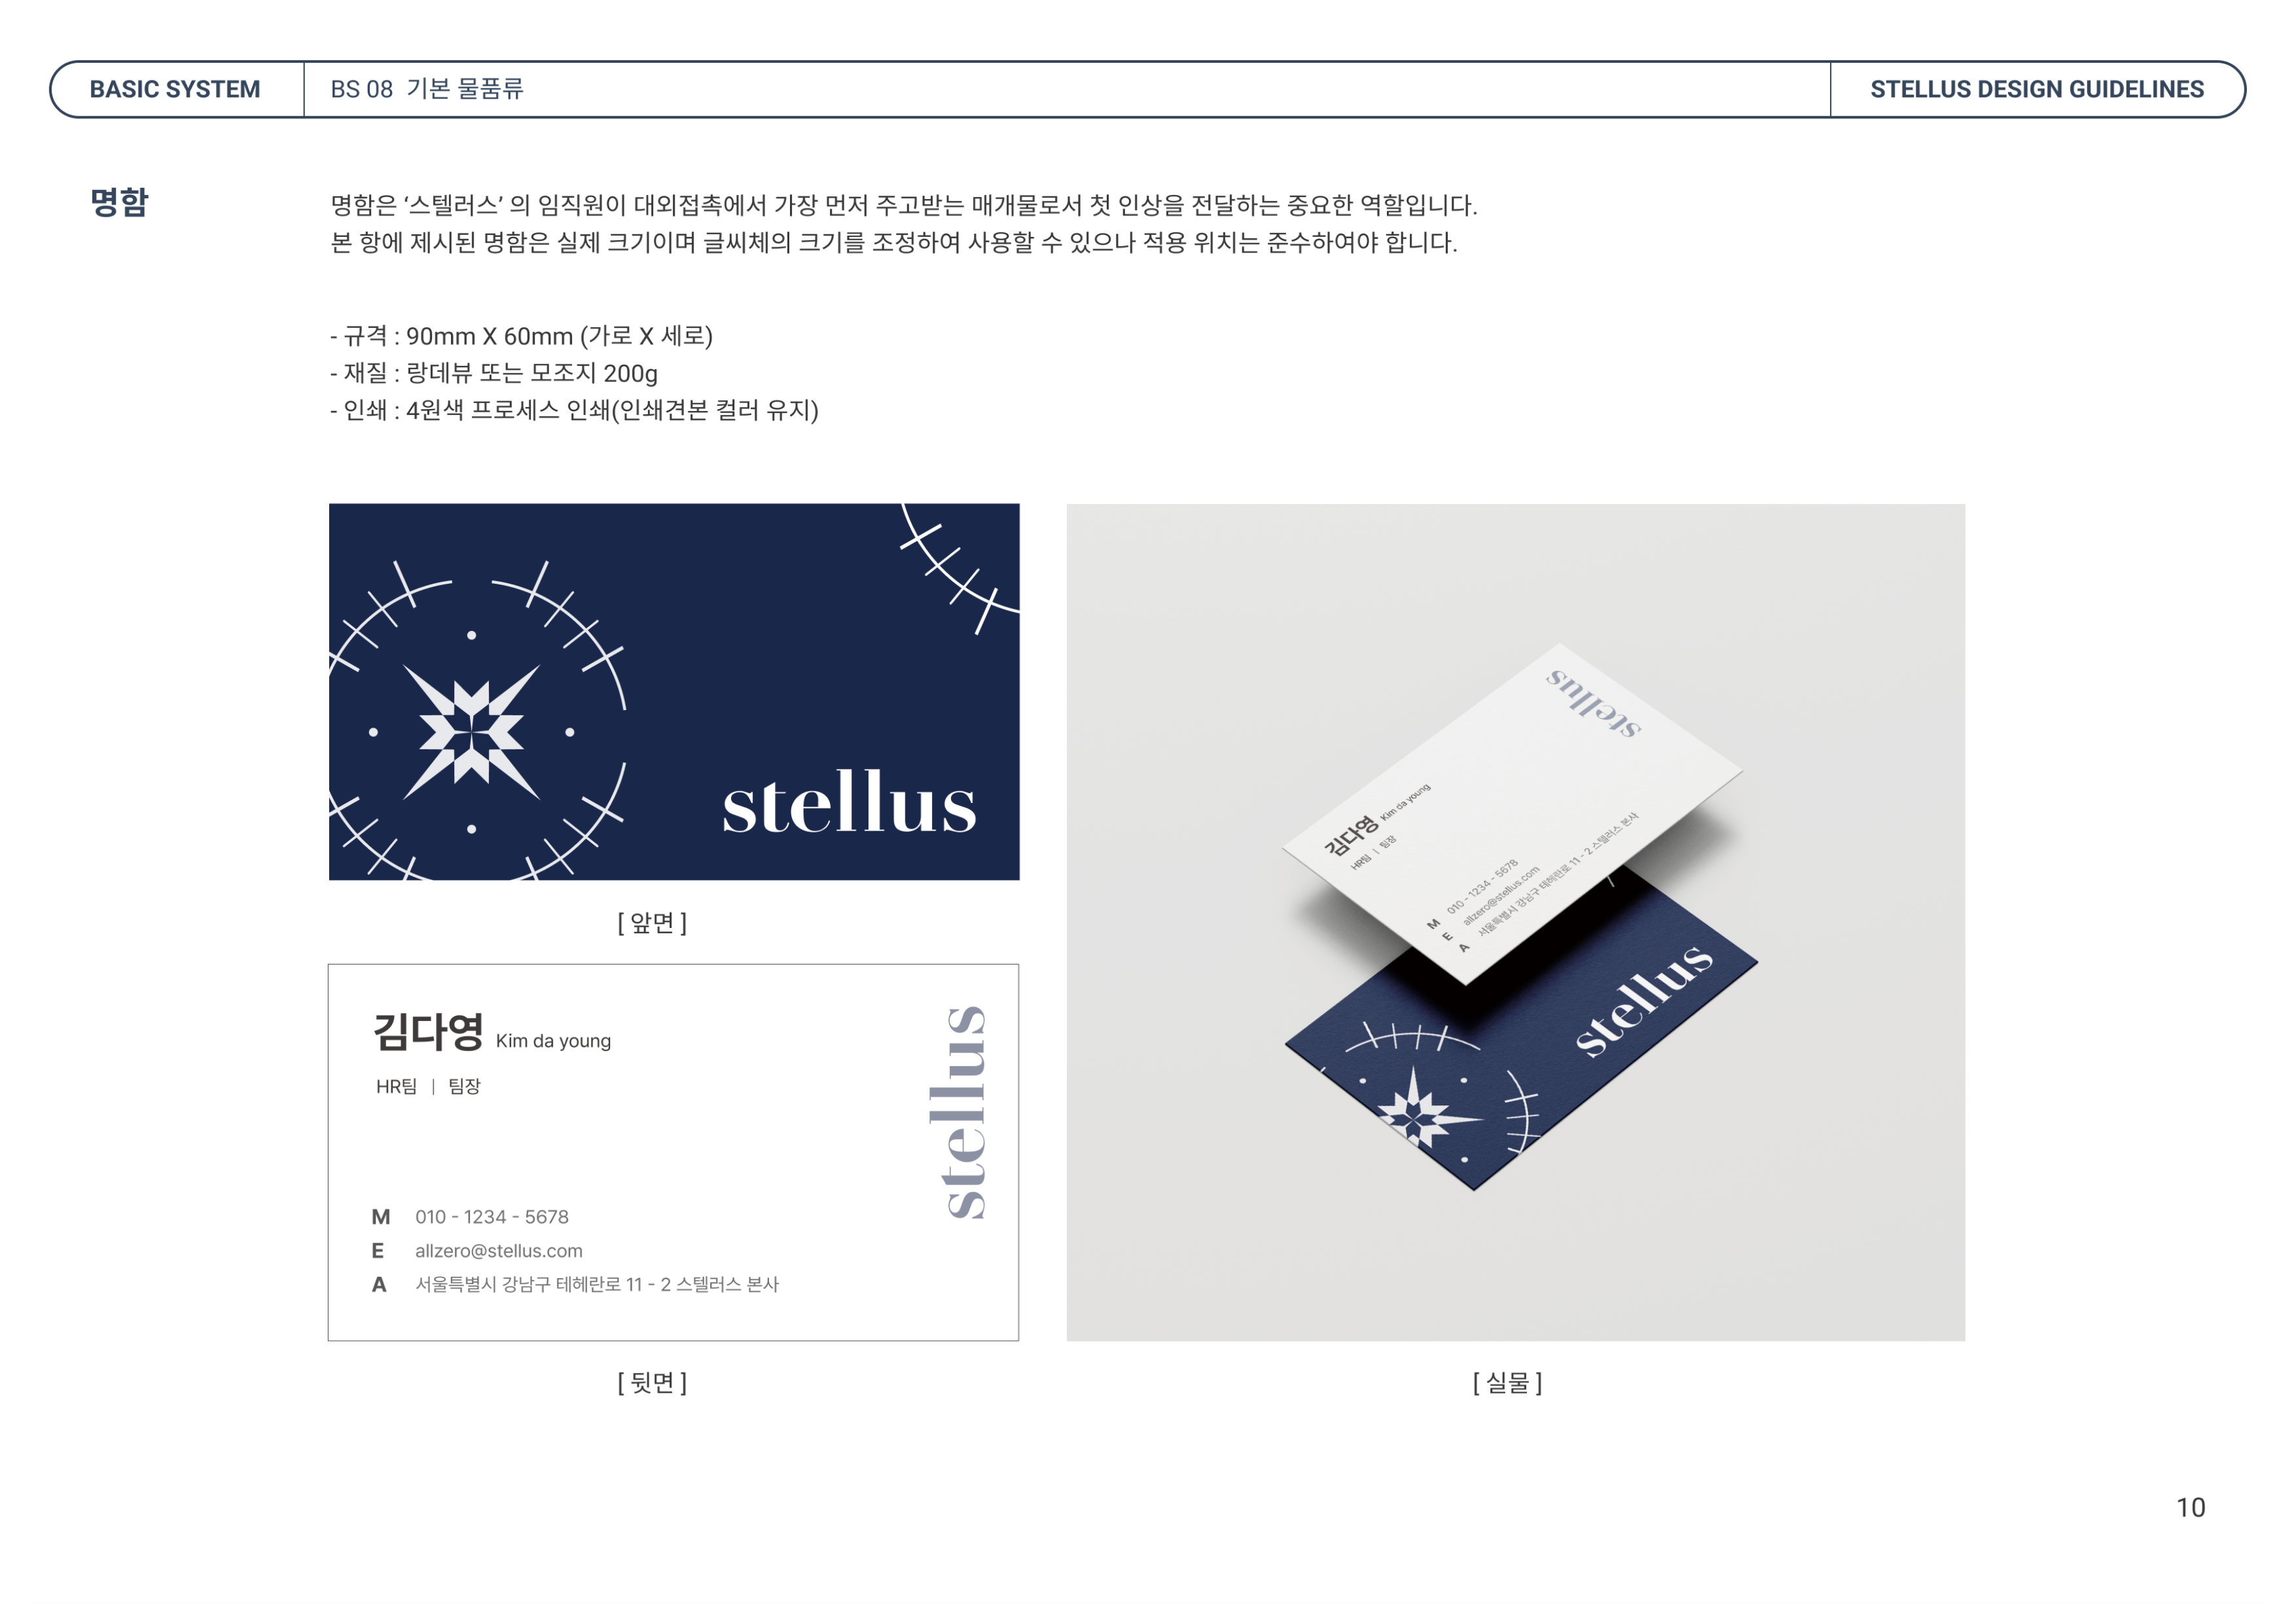 BASIC SYSTEM
BS 08 기본 물품류
STELLUS DESIGN GUIDELINES
명함
명함은 ‘스텔러스’ 의 임직원이 대외접촉에서 가장 먼저 주고받는 매개물로서 첫 인상을 전달하는 중요한 역할입니다.
본 항에 제시된 명함은 실제 크기이며 글씨체의 크기를 조정하여 사용할 수 있으나 적용 위치는 준수하여야 합니다.
- 규격 : 90mm X 60mm (가로 X 세로)
- 재질 : 랑데뷰 또는 모조지 200g
- 인쇄 : 4원색 프로세스 인쇄(인쇄견본 컬러 유지)
stellus
[ 앞면 ]
김다영 Kim da young
HR팀 | 팀장
stellus
M 010 - 1234 - 5678
E allzero@stellus.com
A 서울특별시 강남구 테헤란로 11 - 2 스텔러스 본사
[ 뒷면 ]
stellus
김다영 Kim da young
HR팀 | 팀장
M 010 - 1234 - 5678
E allzero@stellus.com
A 서울특별시 강남구 테헤란로 11 - 2 스텔러스 본사
stellus
[ 실물 ]
10